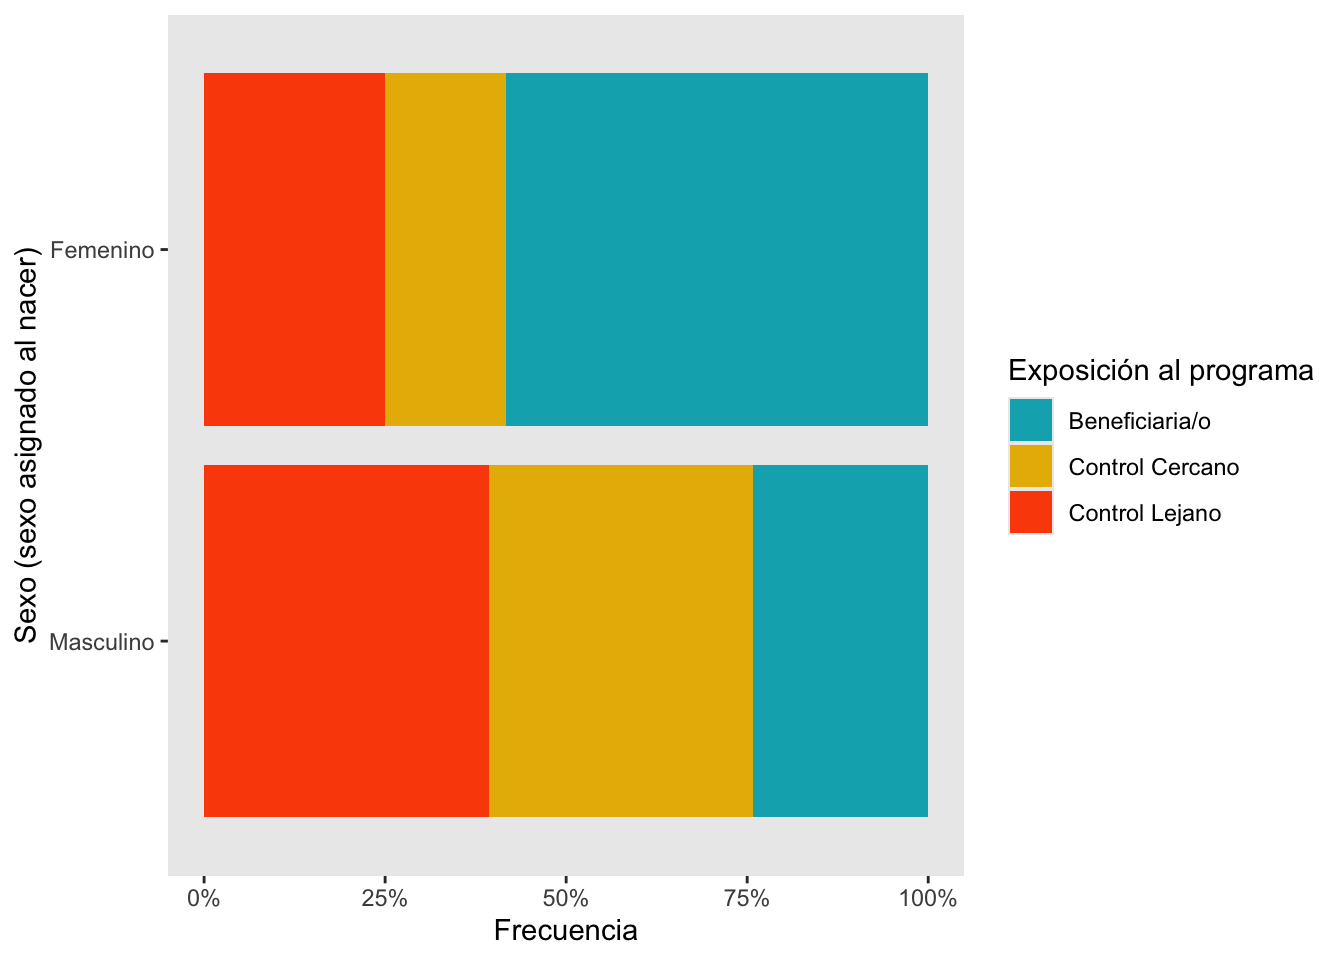 Sexo (sexo asignado al nacer)
Femenino
Masculino
0% 25% 50% 75% 100%
Frecuencia
Exposición al programa
Beneficiaria/o
Control Cercano
Control Lejano